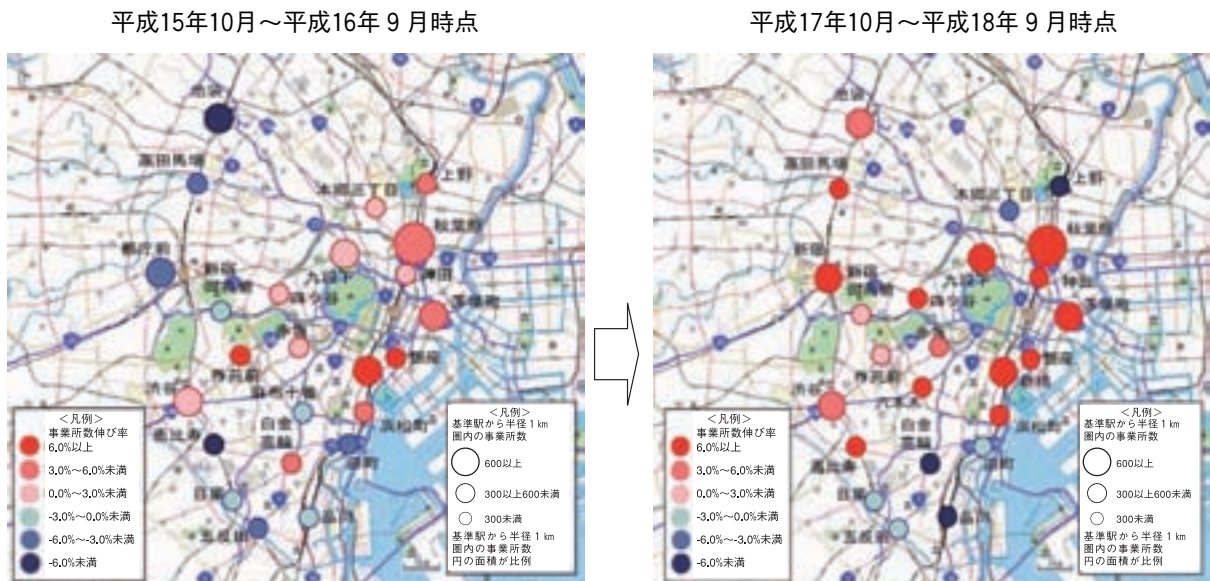 平成15年10月～平成16年9月時点
平成17年10月～平成18年9月時点
池袋
高田馬場
上野
本郷三丁目
秋葉原
都庁前
新宿
九段下
神田
四ツ谷
茅場町
銀座
渋谷
浜松町
恵比寿
白金
高輪
田町
目黒
品川
五反田
＜凡例＞
事業所数伸び率
6.0%以上
3.0%～6.0%未満
0.0%～3.0%未満
-3.0%～0.0%未満
-6.0%～-3.0%未満
-6.0%未満
＜凡例＞
基準駅から半径1㎞
圏内の事業所数
600以上
300以上600未満
300未満
基準駅から半径1㎞
圏内の事業所数
円の面積が比例
池袋
高田馬場
上野
本郷三丁目
秋葉原
新宿
九段下
神田
四ツ谷
茅場町
銀座
新橋
渋谷
六本木
浜松町
恵比寿
白金
高輪
田町
目黒
品川
五反田
＜凡例＞
事業所数伸び率
6.0%以上
3.0%～6.0%未満
0.0%～3.0%未満
-3.0%～0.0%未満
-6.0%～-3.0%未満
-6.0%未満
＜凡例＞
基準駅から半径1㎞
圏内の事業所数
600以上
300以上600未満
300未満
基準駅から半径1㎞
圏内の事業所数
円の面積が比例